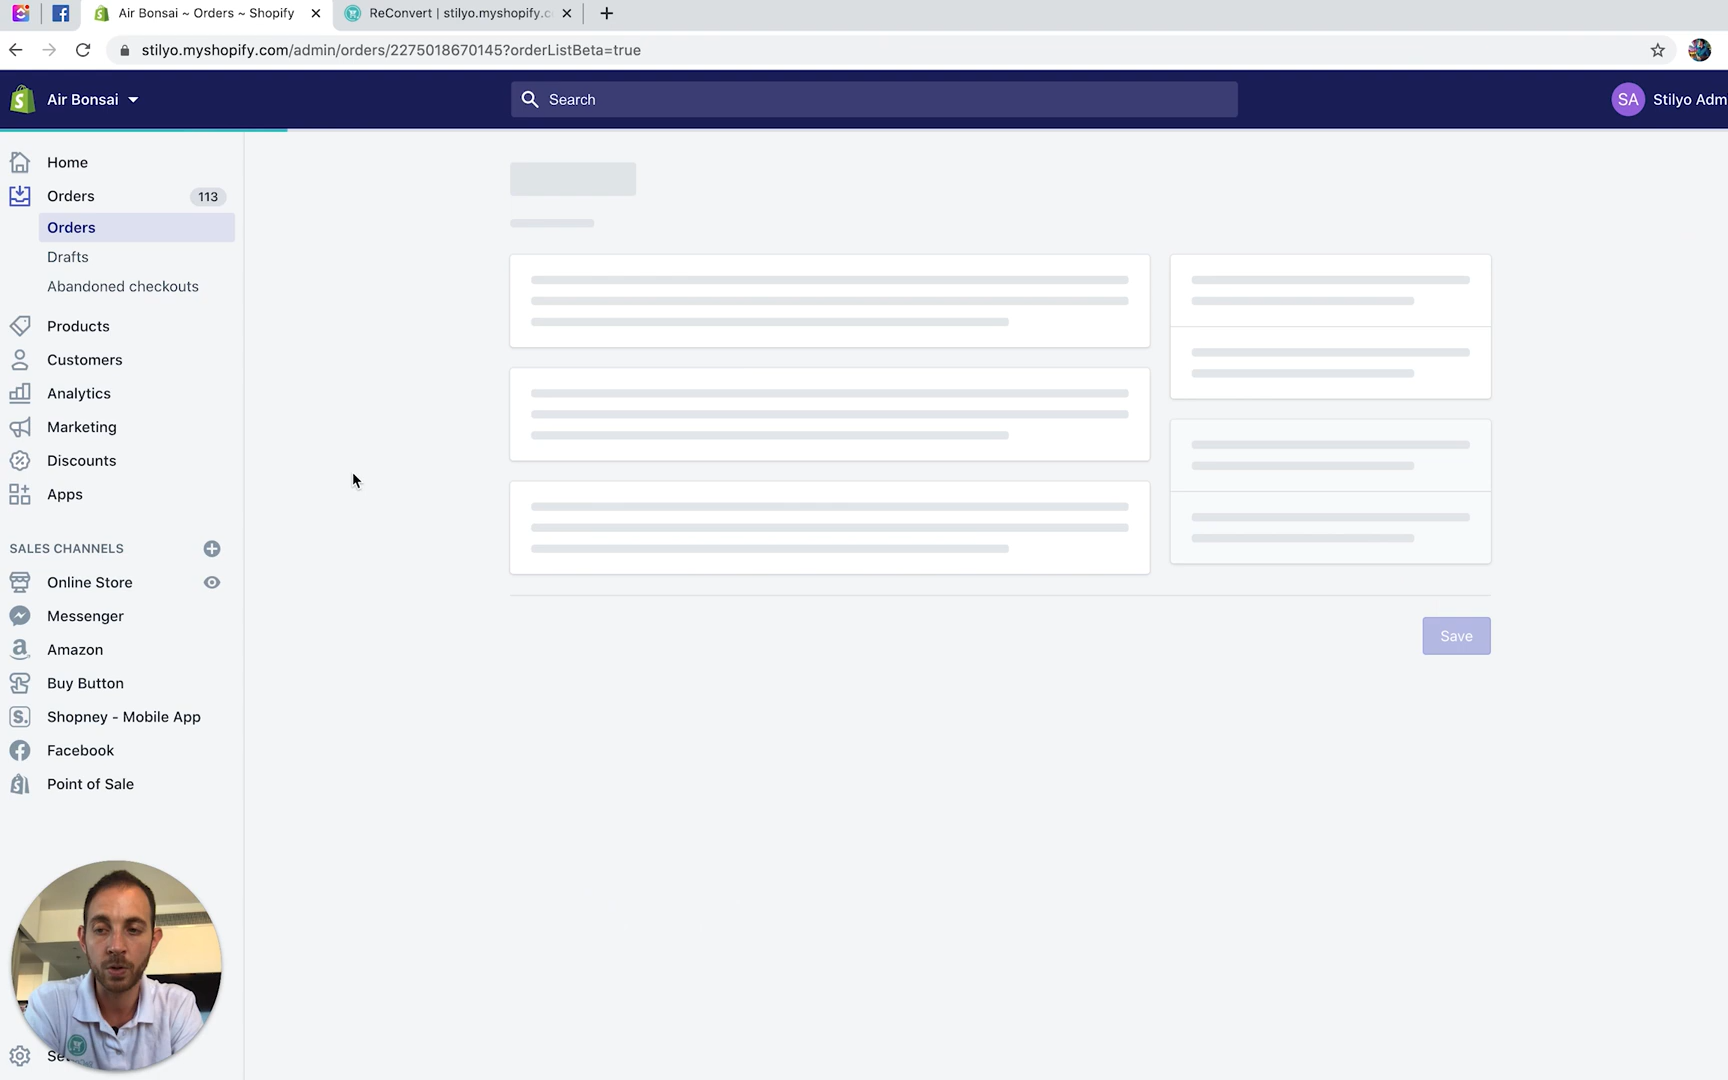 Air Bonsai ~ Orders ~ Shopify
ReConvert | stilyo.myshopify.c
stilyo.myshopify.com/admin/orders/2275018670145?orderListBeta=true
Air Bonsai
Search
SA
Stilyo Adm
Home
Orders
113
Orders
Drafts
Abandoned checkouts
Products
Customers
Analytics
Marketing
Discounts
Apps
SALES CHANNELS
Online Store
Messenger
Amazon
Buy Button
Shopney - Mobile App
Facebook
Point of Sale
Save